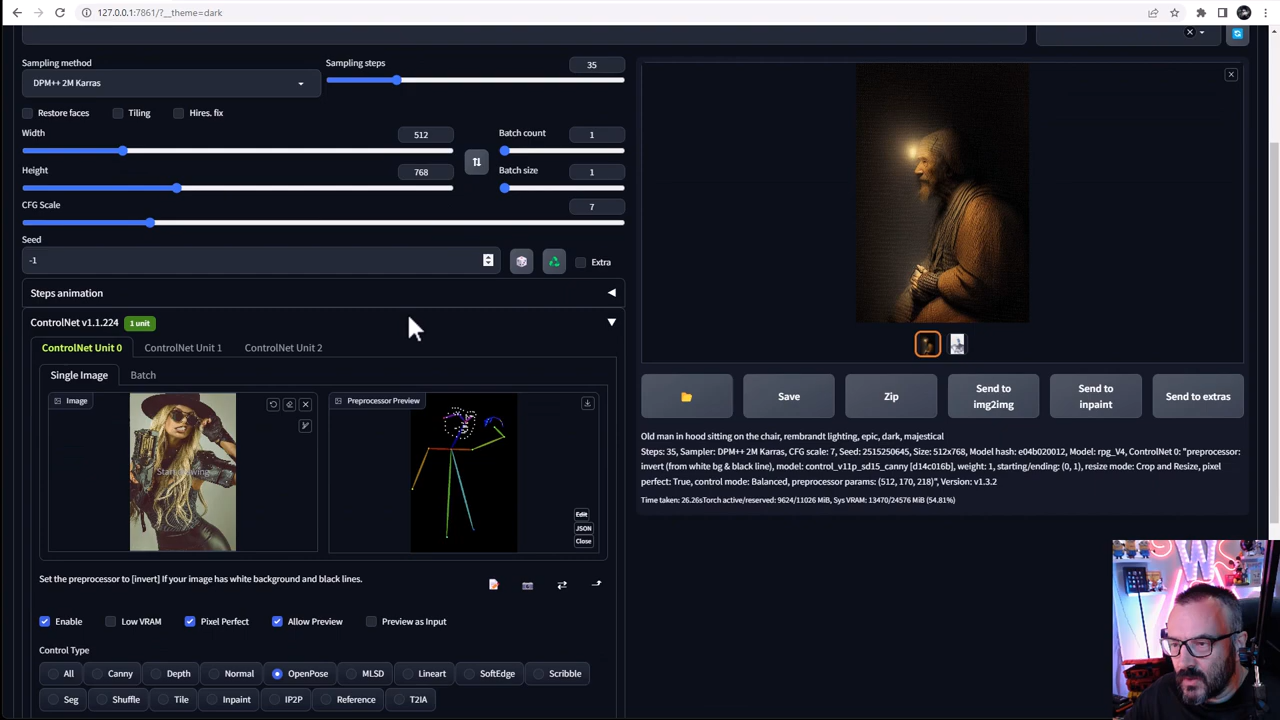 127.0.0.1:7861/?__theme=dark
Sampling method
Sampling steps
35
DPM++ 2M Karras
Restore faces
Tiling
Hires. fix
Width
512
Batch count
1
Height
768
Batch size
1
CFG Scale
7
Seed
-1
Extra
Steps animation
ControlNet v1.1.224
1 unit
ControlNet Unit 0
ControlNet Unit 1
ControlNet Unit 2
Single Image
Batch
Image
Preprocessor Preview
Start drawing
Edit
JSON
Close
Set the preprocessor to [invert] If your image has white background and black lines.
Enable
Low VRAM
Pixel Perfect
Allow Preview
Preview as Input
Control Type
All
Canny
Depth
Normal
OpenPose
MLSD
Lineart
SoftEdge
Scribble
Seg
Shuffle
Tile
Inpaint
IP2P
Reference
T2IA
Save
Zip
Send to
img2img
Send to
inpaint
Send to extras
Old man in hood sitting on the chair, rembrandt lighting, epic, dark, majestical
Steps: 35, Sampler: DPM++ 2M Karras, CFG scale: 7, Seed: 2515250645, Size: 512x768, Model hash: e04b020012, Model: rpg_V4, ControlNet 0: "preprocessor:
invert (from white bg & black line), model: control_v11p_sd15_canny [d14c016b], weight: 1, starting/ending: (0, 1), resize mode: Crop and Resize, pixel
perfect: True, control mode: Balanced, preprocessor params: (512, 170, 218)", Version: v1.3.2
Time taken: 26.26sTorch active/reserved: 9624/11026 MiB, Sys VRAM: 13470/24576 MiB (54.81%)